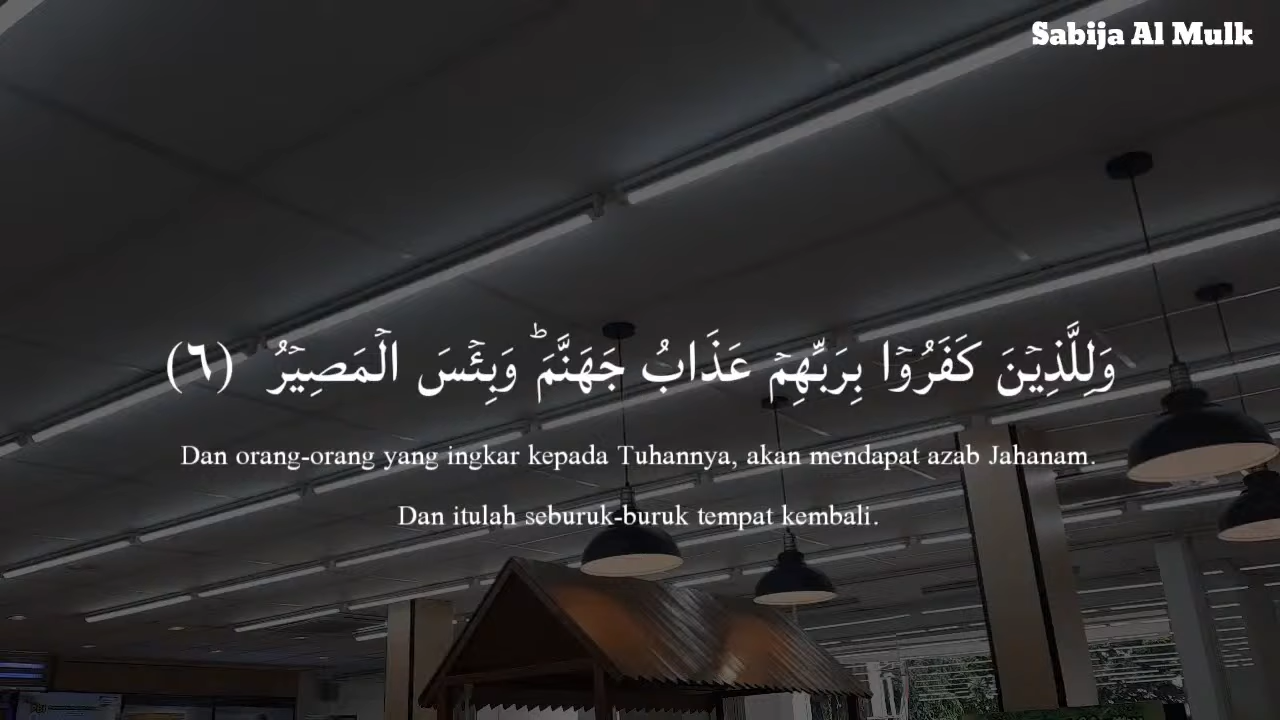 Sabija Al Mulk
وَلِلَّذِيۡنَ كَفَرُوۡا بِرَبِّهِمۡ عَذَابُ جَهَنَّمَ‌ؕ وَبِئۡسَ الۡمَصِيۡرُ (٦)
Dan orang-orang yang ingkar kepada Tuhannya, akan mendapat azab Jahanam.
Dan itulah seburuk-buruk tempat kembali.